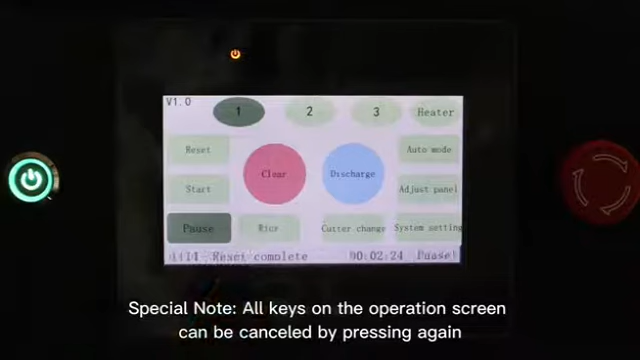 V1.0
1
2
3
Heater
Reset
Clear
Discharge
Auto mode
Start
Adjust panel
Pause
Cutter change
System setting
Reset complete
00:02:24
Pause!
Special Note: All keys on the operation screen
can be canceled by pressing again